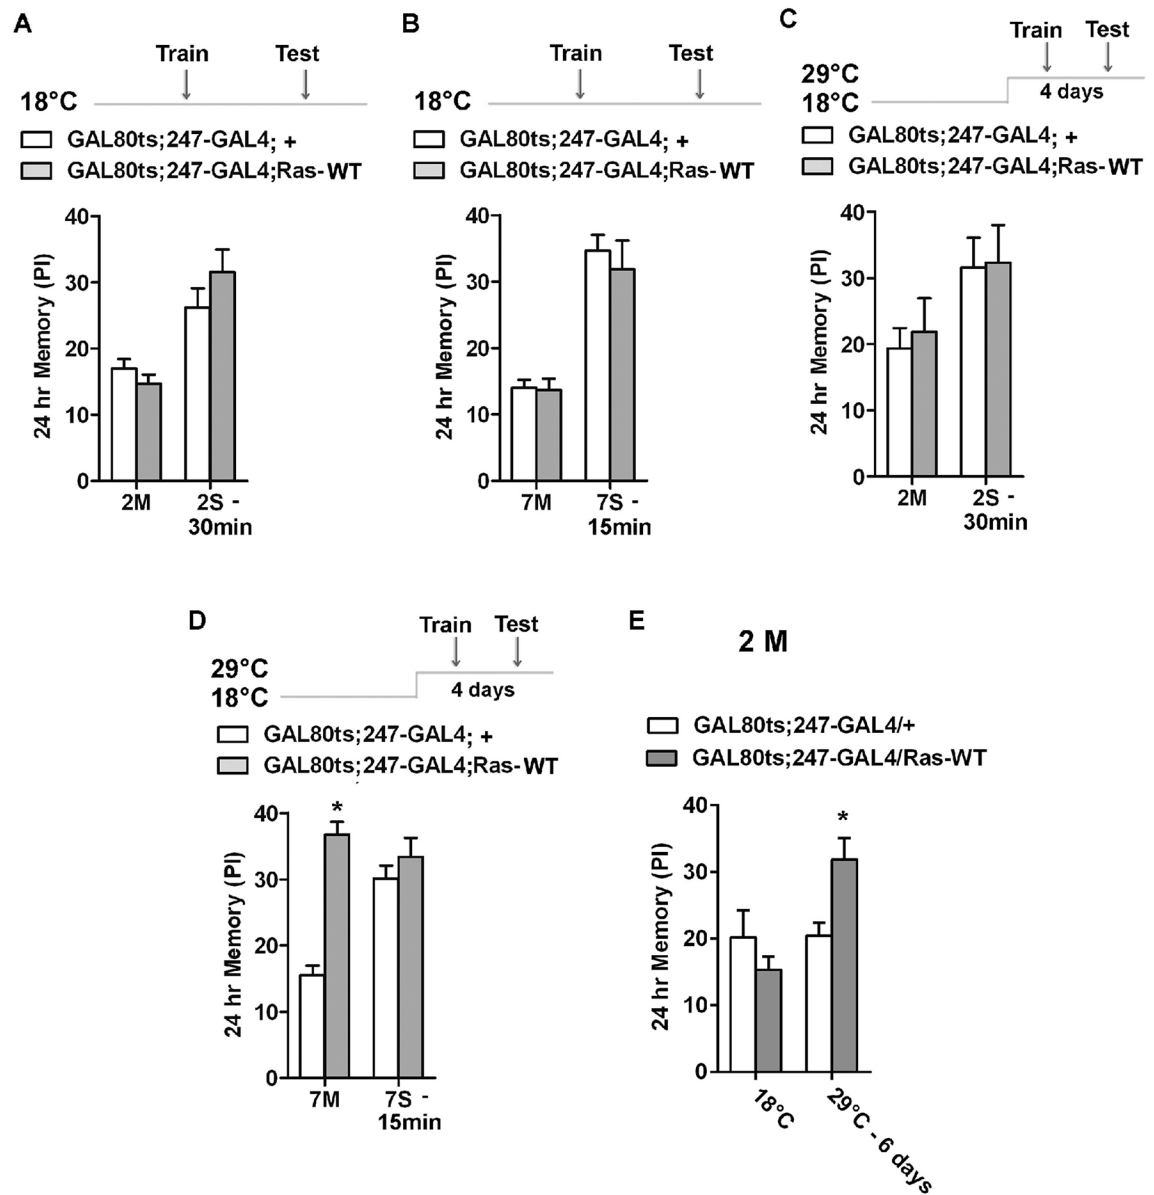 A
Train Test
18°C
GAL80ts;247-GAL4; +
GAL80ts;247-GAL4;Ras-WT
24 hr Memory (PI)
40
30
20
10
0
2M
2S -
30min
B
Train Test
18°C
GAL80ts;247-GAL4; +
GAL80ts;247-GAL4;Ras-WT
24 hr Memory (PI)
40
30
20
10
0
7M
7S -
15min
C
Train Test
29°C
18°C
4 days
GAL80ts;247-GAL4; +
GAL80ts;247-GAL4;Ras-WT
24 hr Memory (PI)
40
30
20
10
0
2M
2S -
30min
D
Train Test
29°C
18°C
4 days
GAL80ts;247-GAL4; +
GAL80ts;247-GAL4;Ras-WT
24 hr Memory (PI)
40
30
20
10
0
*
7M
7S -
15min
E
2 M
GAL80ts;247-GAL4/+
GAL80ts;247-GAL4/Ras-WT
24 hr Memory (PI)
40
30
20
10
0
*
18°C
29°C - 6 days